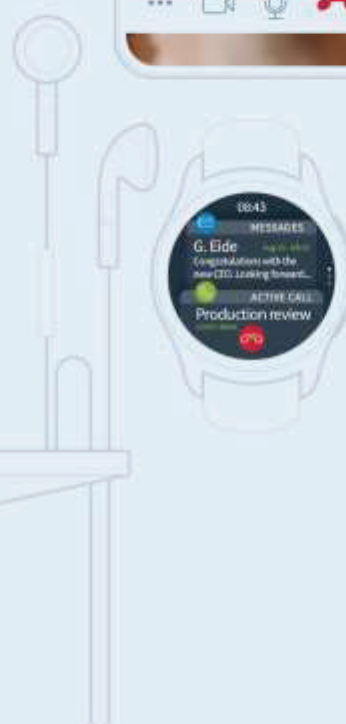 08:43
MESSAGES
G. Eide
Congratulations with the
new CEO. Looking forward...
ACTIVE CALL
Production review